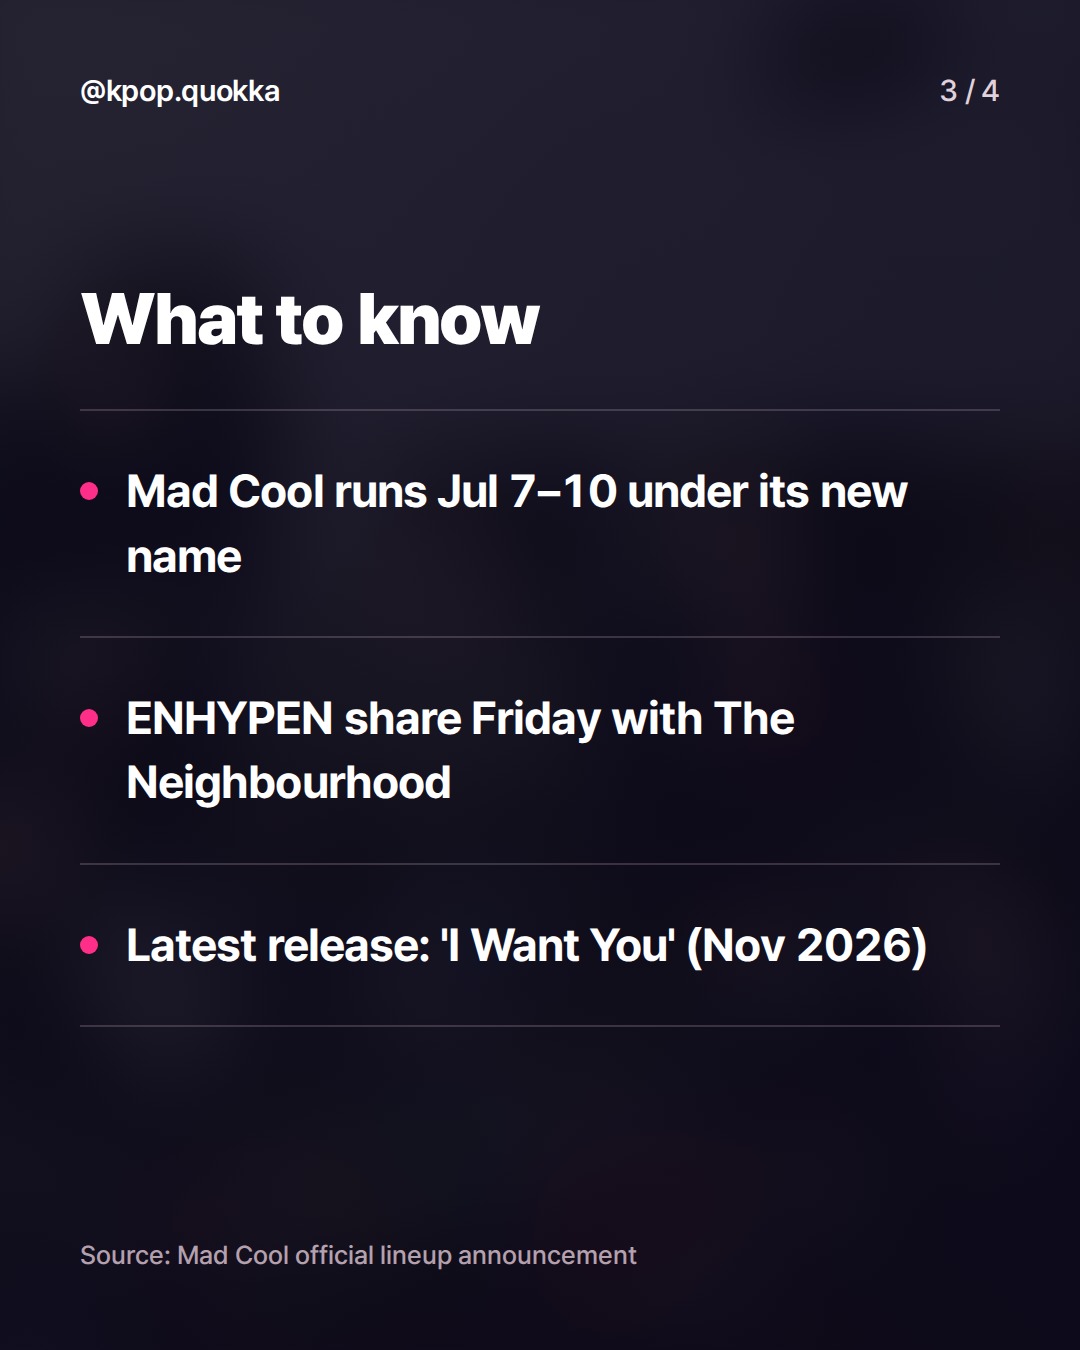 @kpop.quokka
3 / 4
What to know
Mad Cool runs Jul 7–10 under its new
name
ENHYPEN share Friday with The
Neighbourhood
Latest release: 'I Want You' (Nov 2026)
Source: Mad Cool official lineup announcement